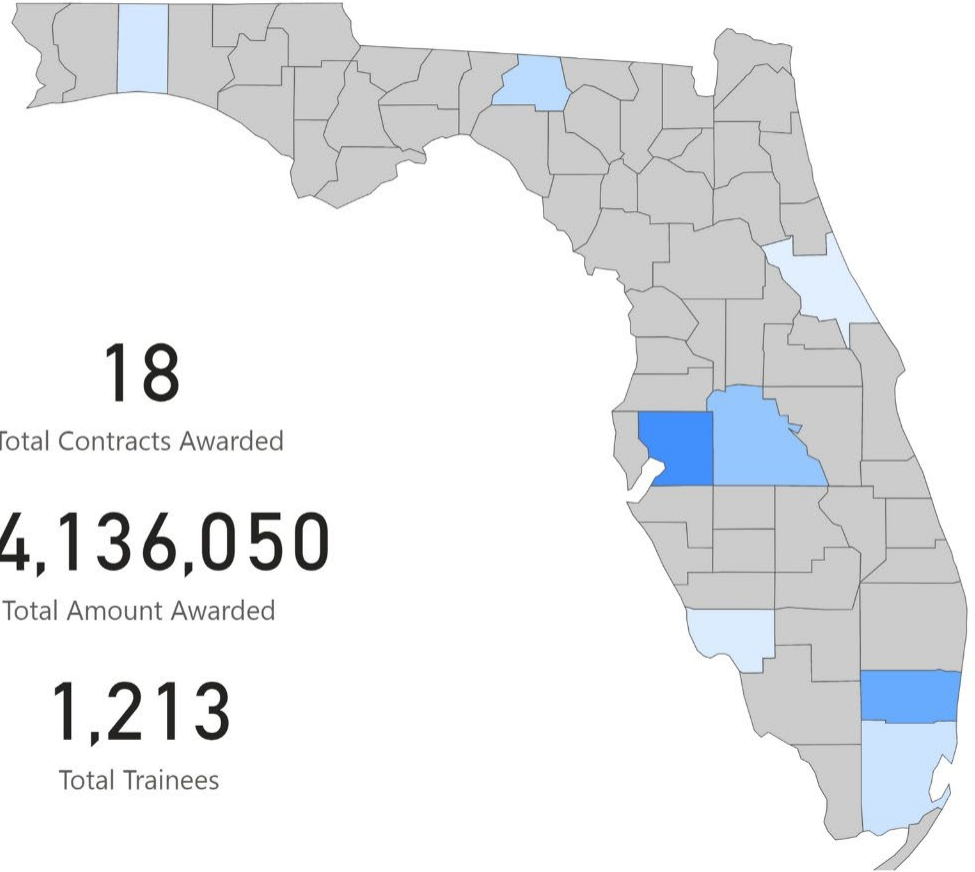 18
Total Contracts Awarded
4,136,050
Total Amount Awarded
1,213
Total Trainees